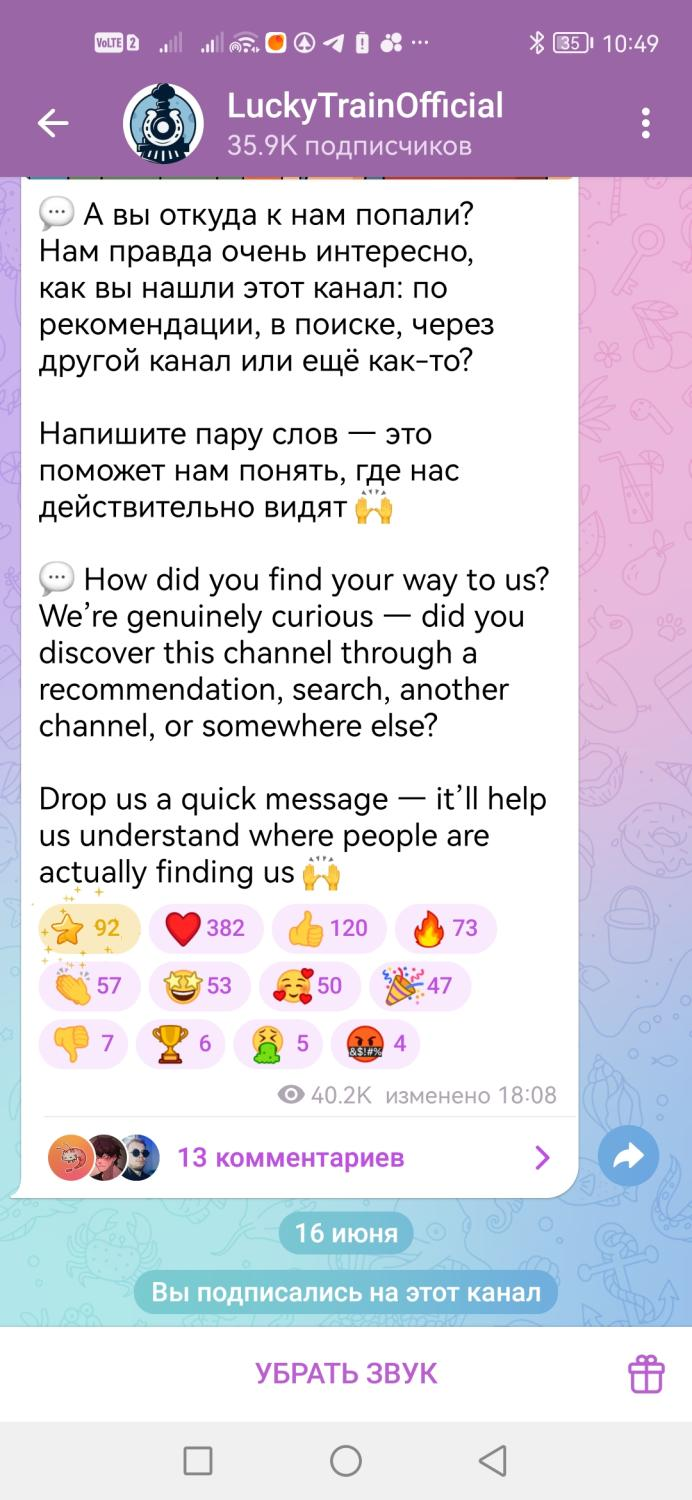 VoLTE 2 35 10:49
LuckyTrainOfficial
35.9K подписчиков
А вы откуда к нам попали?
Нам правда очень интересно,
как вы нашли этот канал: по
рекомендации, в поиске, через
другой канал или ещё как-то?
Напишите пару слов — это
поможет нам понять, где нас
действительно видят 🙌
💬 How did you find your way to us?
We’re genuinely curious — did you
discover this channel through a
recommendation, search, another
channel, or somewhere else?
Drop us a quick message — it’ll help
us understand where people are
actually finding us 🙌
92 382 120 73
57 53 50 47
7 6 5 &$!#% 4
40.2K изменено 18:08
13 комментариев
16 июня
Вы подписались на этот канал
УБРАТЬ ЗВУК